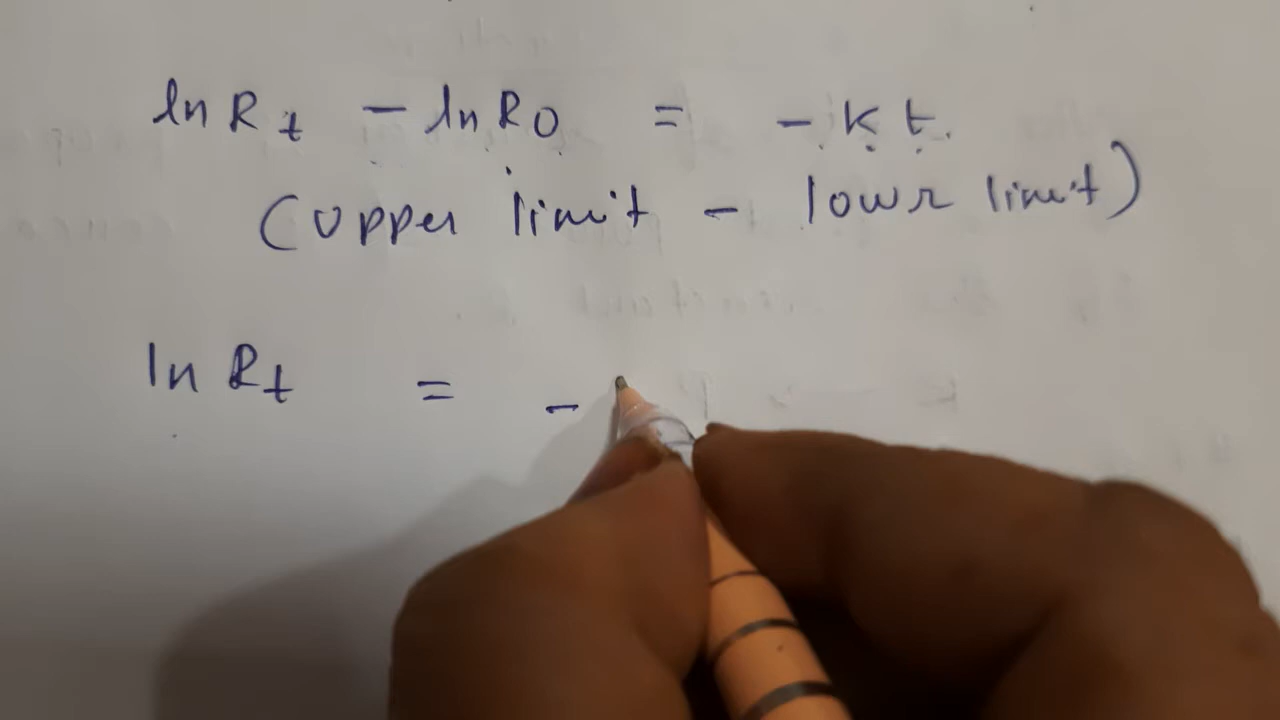 ln Rt - ln R0 = - Kt.
(Upper limit - lowr limit)
ln Rt = -